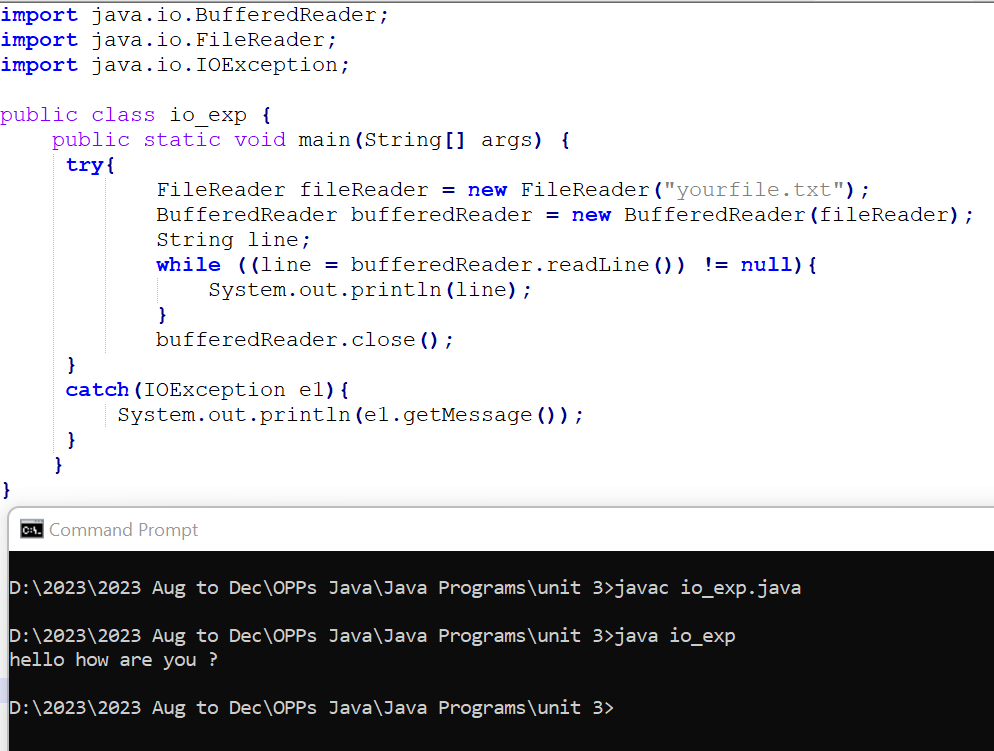 import java.io.BufferedReader;
import java.io.FileReader;
import java.io.IOException;
public class io_exp {
public static void main(String[] args) {
try{
FileReader fileReader = new FileReader("yourfile.txt");
BufferedReader bufferedReader = new BufferedReader(fileReader);
String line;
while ((line = bufferedReader.readLine()) != null){
System.out.println(line);
}
bufferedReader.close();
}
catch(IOException e1){
System.out.println(e1.getMessage());
}
}
}
C:\. Command Prompt
D:\2023\2023 Aug to Dec\OPPs Java\Java Programs\unit 3>javac io_exp.java
D:\2023\2023 Aug to Dec\OPPs Java\Java Programs\unit 3>java io_exp
hello how are you ?
D:\2023\2023 Aug to Dec\OPPs Java\Java Programs\unit 3>